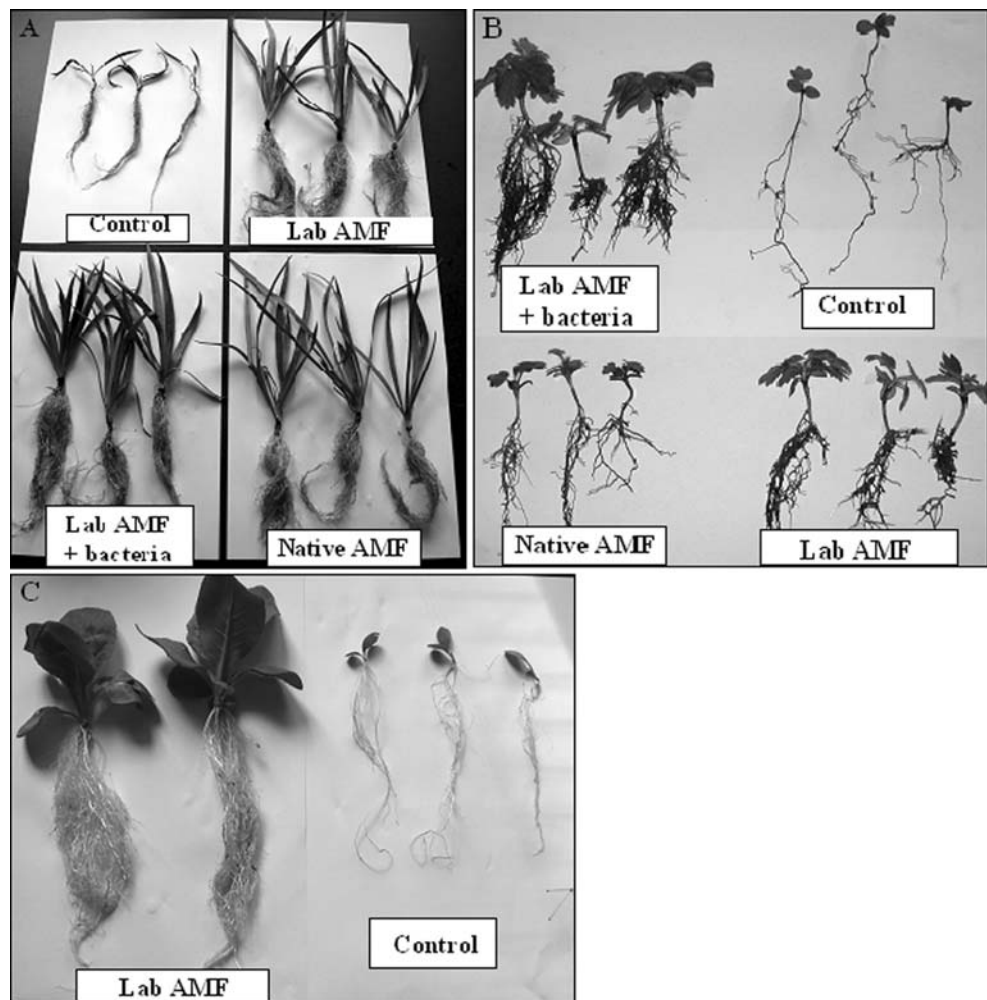 A
Control
Lab AMF
Lab AMF
+ bacteria
Native AMF
B
Lab AMF
+ bacteria
Control
Native AMF
Lab AMF
C
Lab AMF
Control